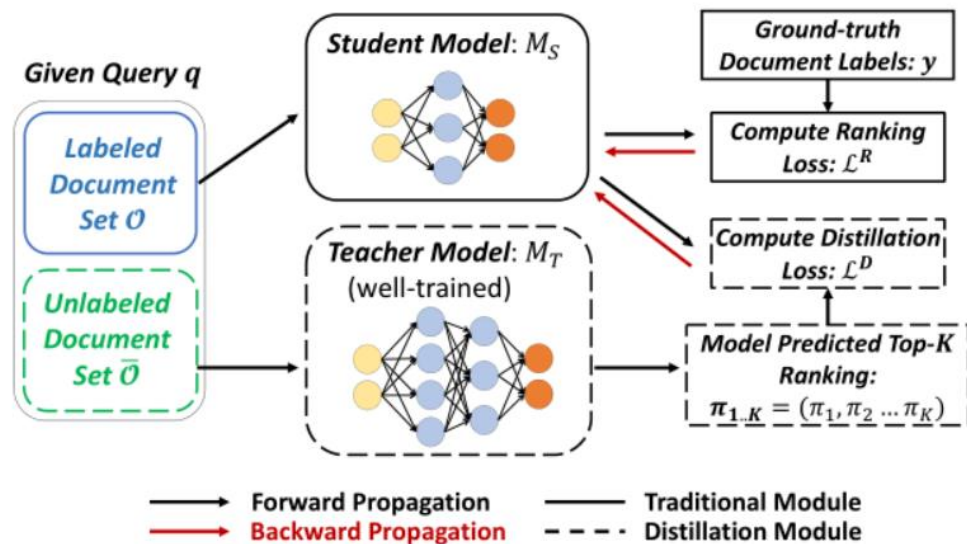 Given Query q
Labeled
Document
Set 𝒪
Unlabeled
Document
Set 𝒪̅
Student Model: M_S
Teacher Model: M_T
(well-trained)
Ground-truth
Document Labels: y
Compute Ranking
Loss: ℒ^R
Compute Distillation
Loss: ℒ^D
Model Predicted Top-K
Ranking:
π_{1..K} = (π_1, π_2 ... π_K)
Forward Propagation
Backward Propagation
Traditional Module
Distillation Module